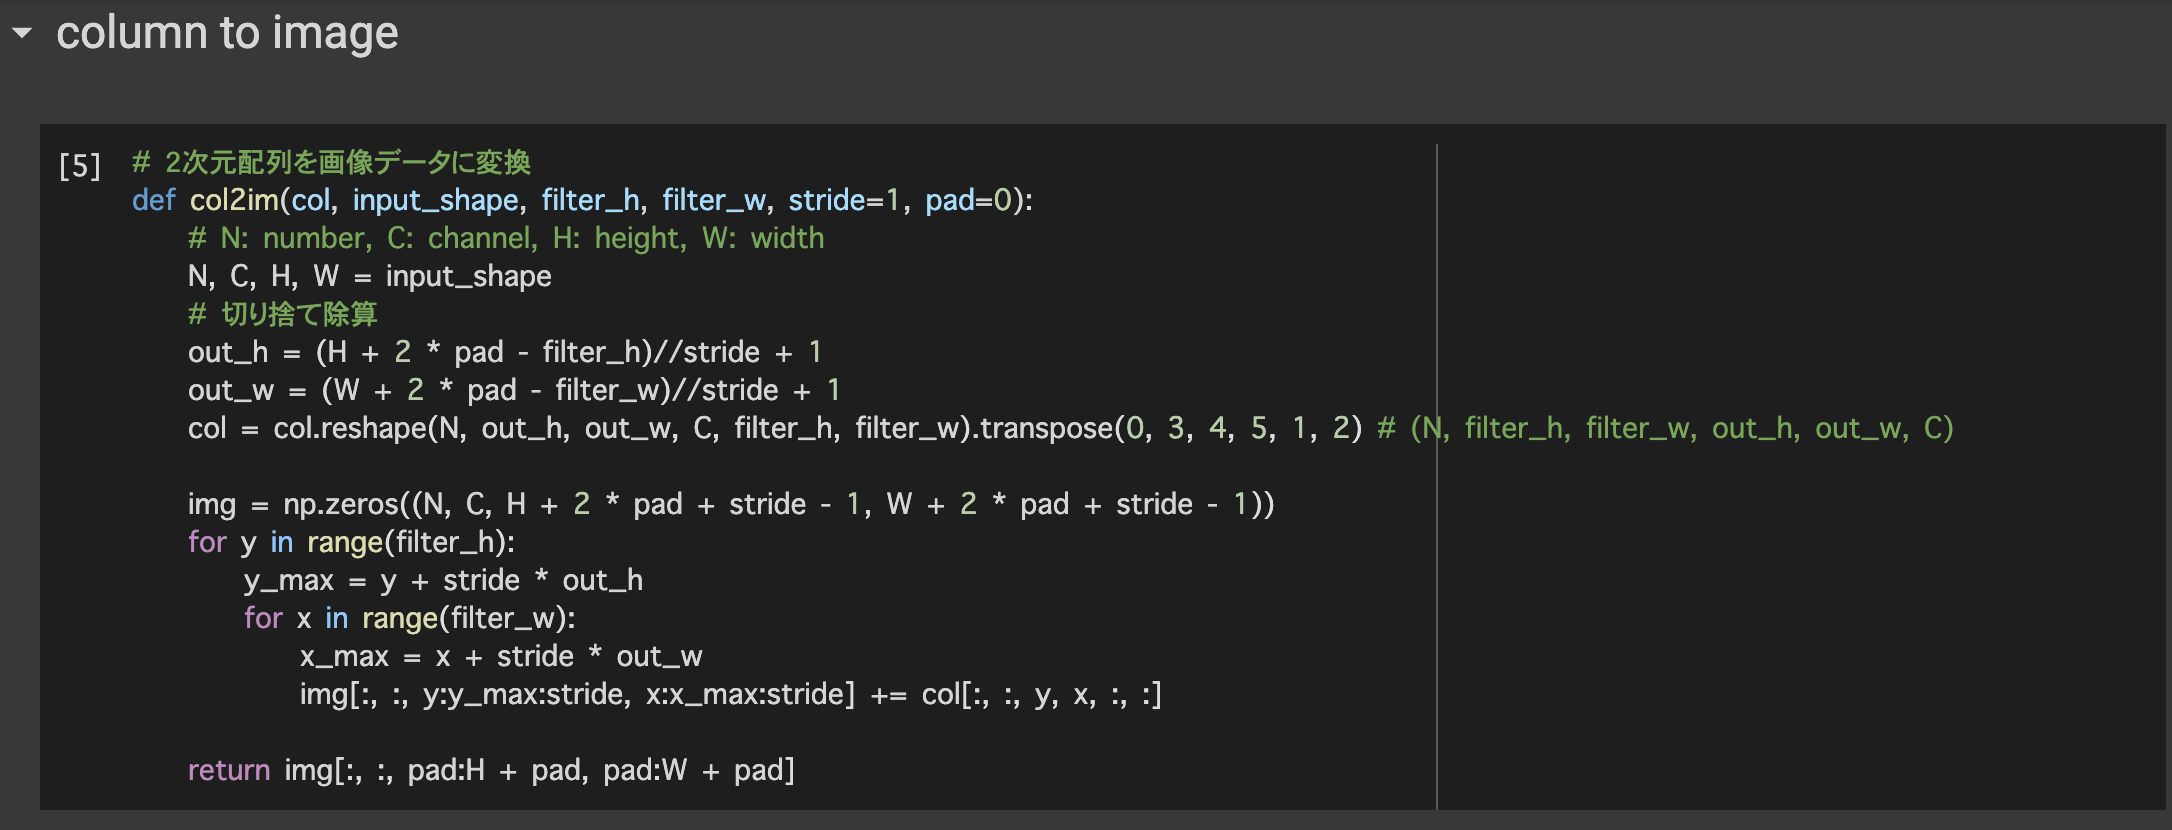 column to image
[5] # 2次元配列を画像データに変換
def col2im(col, input_shape, filter_h, filter_w, stride=1, pad=0):
    # N: number, C: channel, H: height, W: width
    N, C, H, W = input_shape
    # 切り捨て除算
    out_h = (H + 2 * pad - filter_h)//stride + 1
    out_w = (W + 2 * pad - filter_w)//stride + 1
    col = col.reshape(N, out_h, out_w, C, filter_h, filter_w).transpose(0, 3, 4, 5, 1, 2) # (N, filter_h, filter_w, out_h, out_w, C)
    img = np.zeros((N, C, H + 2 * pad + stride - 1, W + 2 * pad + stride - 1))
    for y in range(filter_h):
        y_max = y + stride * out_h
        for x in range(filter_w):
            x_max = x + stride * out_w
            img[:, :, y:y_max:stride, x:x_max:stride] += col[:, :, y, x, :, :]
    return img[:, :, pad:H + pad, pad:W + pad]